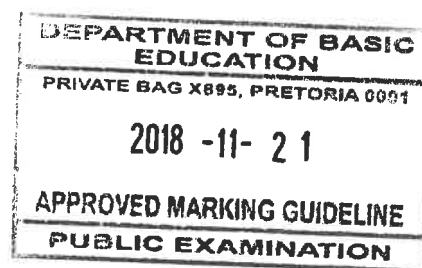 DEPARTMENT OF BASIC
EDUCATION
PRIVATE BAG X895, PRETORIA 0001
2018 -11- 21
APPROVED MARKING GUIDELINE
PUBLIC EXAMINATION